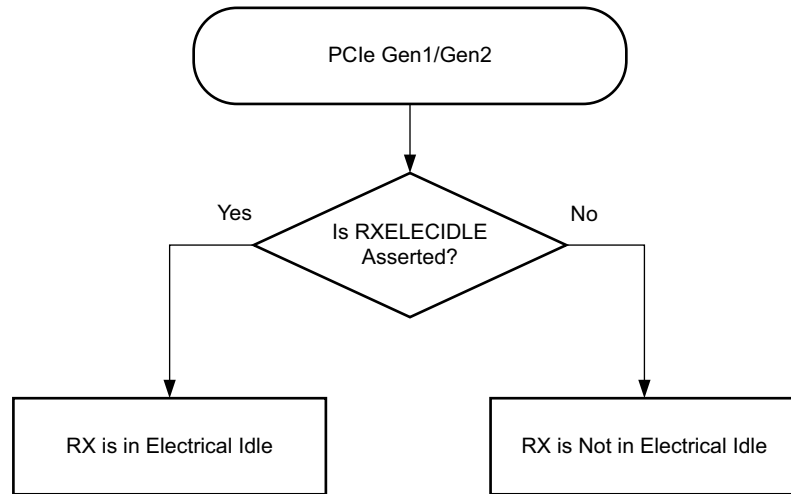 PCIe Gen1/Gen2
Yes
No
Is RXELECIDLE
Asserted?
RX is in Electrical Idle
RX is Not in Electrical Idle